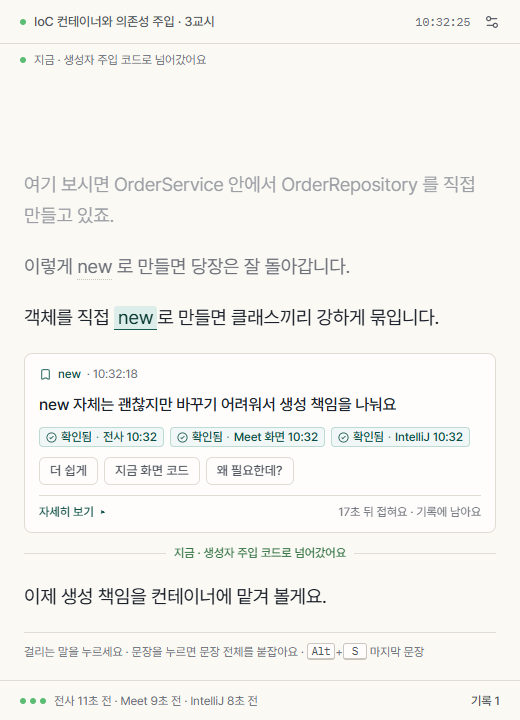 IoC 컨테이너와 의존성 주입 · 3교시 10:32:25
지금 · 생성자 주입 코드로 넘어갔어요
여기 보시면 OrderService 안에서 OrderRepository 를 직접
만들고 있죠.
이렇게 new 로 만들면 당장은 잘 돌아갑니다.
객체를 직접 new로 만들면 클래스끼리 강하게 묶입니다.
new · 10:32:18
new 자체는 괜찮지만 바꾸기 어려워서 생성 책임을 나눠요
확인됨 · 전사 10:32 확인됨 · Meet 화면 10:32 확인됨 · IntelliJ 10:32
더 쉽게 지금 화면 코드 왜 필요한데?
자세히 보기 ▸ 17초 뒤 접혀요 · 기록에 남아요
지금 · 생성자 주입 코드로 넘어갔어요
이제 생성 책임을 컨테이너에 맡겨 볼게요.
걸리는 말을 누르세요 · 문장을 누르면 문장 전체를 붙잡아요 · Alt+S 마지막 문장
전사 11초 전 · Meet 9초 전 · IntelliJ 8초 전 기록 1